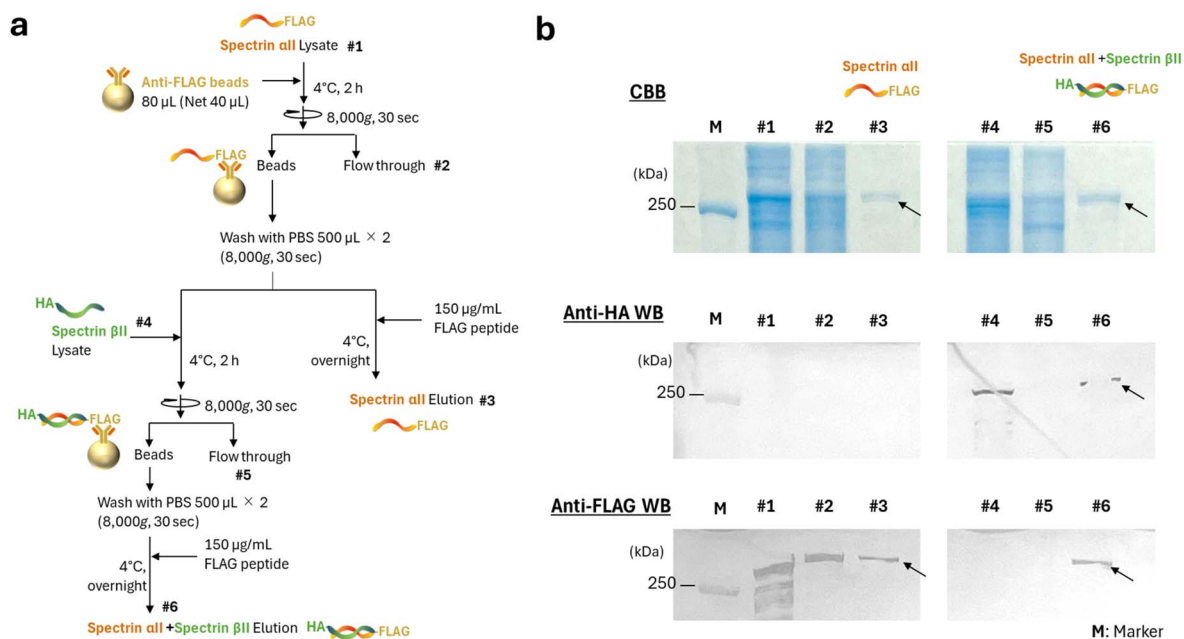 a
FLAG
Spectrin αII Lysate #1
Anti-FLAG beads
80 µL (Net 40 µL)
4°C, 2 h
8,000g, 30 sec
FLAG
Beads
Flow through #2
Wash with PBS 500 µL × 2
(8,000g, 30 sec)
HA
Spectrin βII
Lysate
#4
4°C, 2 h
150 µg/mL
FLAG peptide
4°C,
overnight
8,000g, 30 sec
Spectrin αII Elution #3
FLAG
HA
FLAG
Beads
Flow through
#5
Wash with PBS 500 µL × 2
(8,000g, 30 sec)
150 µg/mL
FLAG peptide
4°C,
overnight
#6
Spectrin αII +Spectrin βII Elution
HA
FLAG
b
Spectrin αII
FLAG
Spectrin αII +Spectrin βII
HA
FLAG
CBB
M #1 #2 #3 #4 #5 #6
(kDa)
250
Anti-HA WB
M #1 #2 #3 #4 #5 #6
(kDa)
250
Anti-FLAG WB
M #1 #2 #3 #4 #5 #6
(kDa)
250
M: Marker